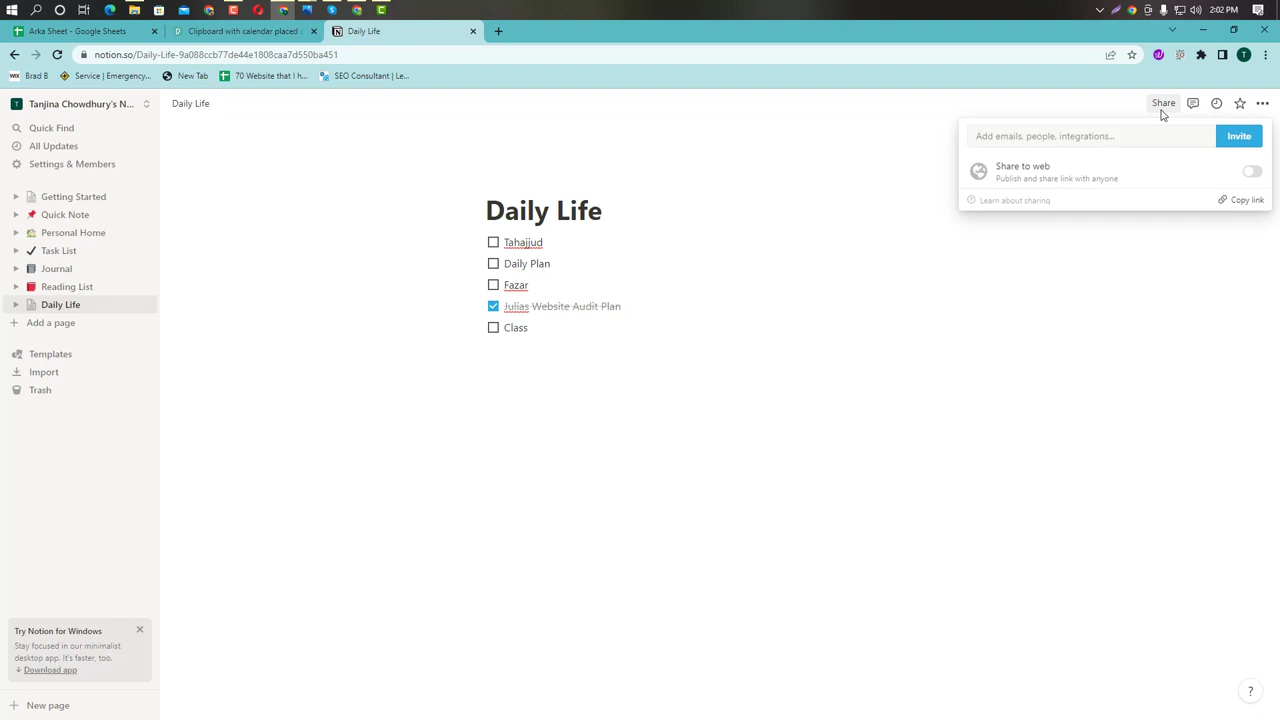 2:02 PM
Arka Sheet - Google Sheets
Clipboard with calendar placed o
Daily Life
notion.so/Daily-Life-9a088ccb77de44e1808caa7d550ba451
WIX Brad B
Service | Emergency,...
New Tab
70 Website that I h...
SEO Consultant | Le...
T
T Tanjina Chowdhury's N...
Daily Life
Share
Quick Find
All Updates
Settings & Members
Getting Started
Quick Note
Personal Home
Task List
Journal
Reading List
Daily Life
Add a page
Templates
Import
Trash
Add emails, people, integrations...
Invite
Share to web
Publish and share link with anyone
Learn about sharing
Copy link
Daily Life
Tahajjud
Daily Plan
Fazar
Julias Website Audit Plan
Class
Try Notion for Windows
Stay focused in our minimalist
desktop app. It's faster, too.
Download app
New page
?